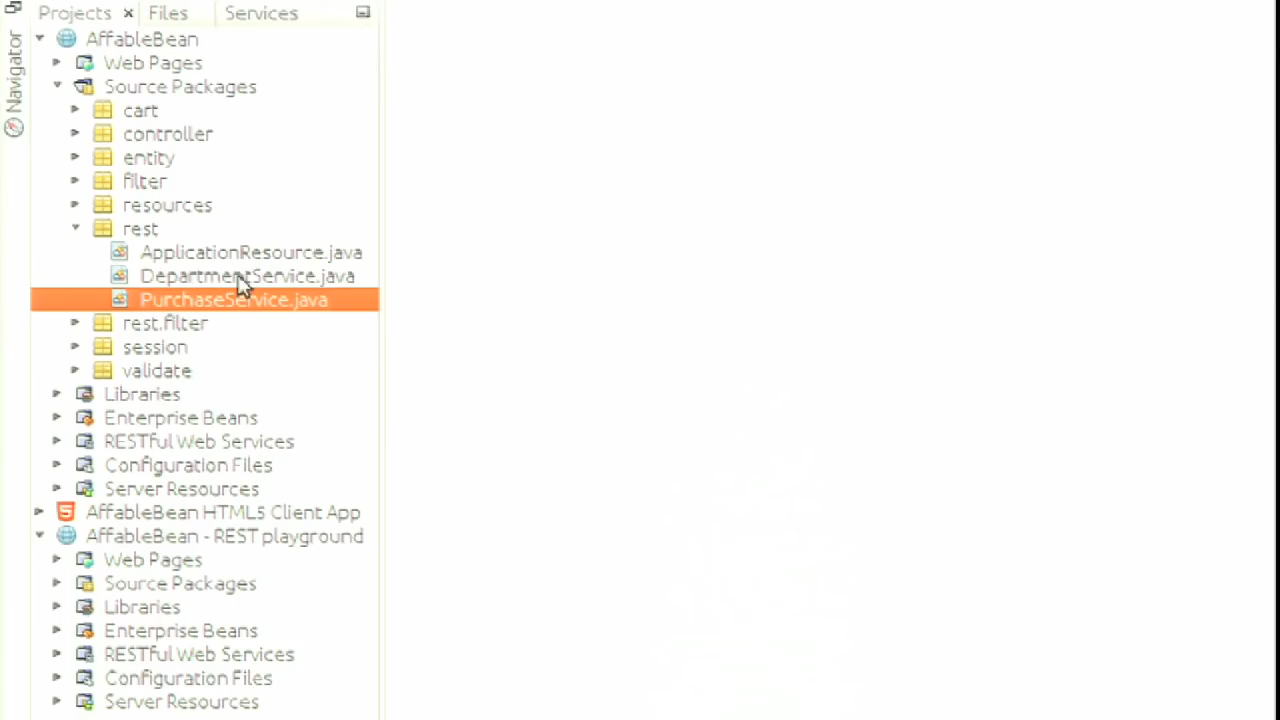 Projects Files Services
Navigator
AffableBean
Web Pages
Source Packages
cart
controller
entity
filter
resources
rest
ApplicationResource.java
DepartmentService.java
PurchaseService.java
rest.filter
session
validate
Libraries
Enterprise Beans
RESTful Web Services
Configuration Files
Server Resources
AffableBean HTML5 Client App
AffableBean - REST playground
Web Pages
Source Packages
Libraries
Enterprise Beans
RESTful Web Services
Configuration Files
Server Resources